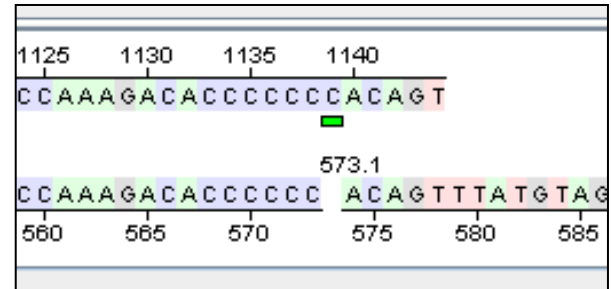 1125 1130 1135 1140
CCAAAGACACCCCCCCACAGT
573.1
CCAAAGACACCCCCC ACAGTTTATGTAG
560 565 570 575 580 585